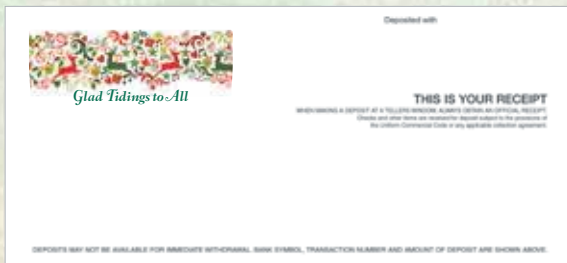 Deposited with
Glad Tidings to All
THIS IS YOUR RECEIPT
WHEN MAKING A DEPOSIT AT A TELLERS WINDOW, ALWAYS OBTAIN AN OFFICIAL RECEIPT.
Checks and other items are received for deposit subject to the provisions of
the Uniform Commercial Code or any applicable collection agreement.
DEPOSITS MAY NOT BE AVAILABLE FOR IMMEDIATE WITHDRAWAL. BANK SYMBOL, TRANSACTION NUMBER AND AMOUNT OF DEPOSIT ARE SHOWN ABOVE.